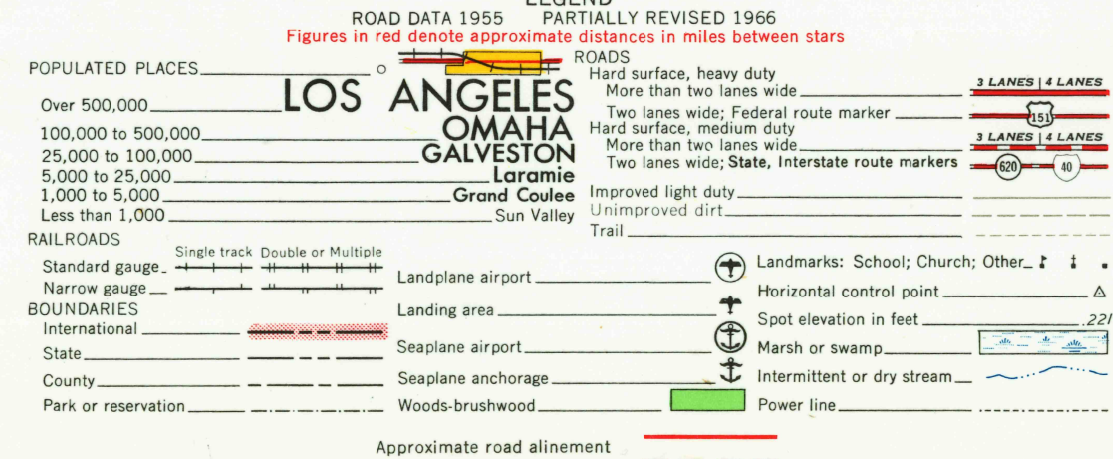 LEGEND
ROAD DATA 1955 PARTIALLY REVISED 1966
Figures in red denote approximate distances in miles between stars
POPULATED PLACES
Over 500,000 LOS ANGELES
100,000 to 500,000 OMAHA
25,000 to 100,000 GALVESTON
5,000 to 25,000 Laramie
1,000 to 5,000 Grand Coulee
Less than 1,000 Sun Valley
ROADS
Hard surface, heavy duty
More than two lanes wide 3 LANES | 4 LANES
Two lanes wide; Federal route marker 151
Hard surface, medium duty
More than two lanes wide 3 LANES | 4 LANES
Two lanes wide; State, Interstate route markers 620 40
Improved light duty
Unimproved dirt
Trail
RAILROADS
Single track Double or Multiple
Standard gauge
Narrow gauge
BOUNDARIES
International
State
County
Park or reservation
Landplane airport
Landing area
Seaplane airport
Seaplane anchorage
Woods-brushwood
Landmarks: School; Church; Other
Horizontal control point
Spot elevation in feet .221
Marsh or swamp
Intermittent or dry stream
Power line
Approximate road alinement